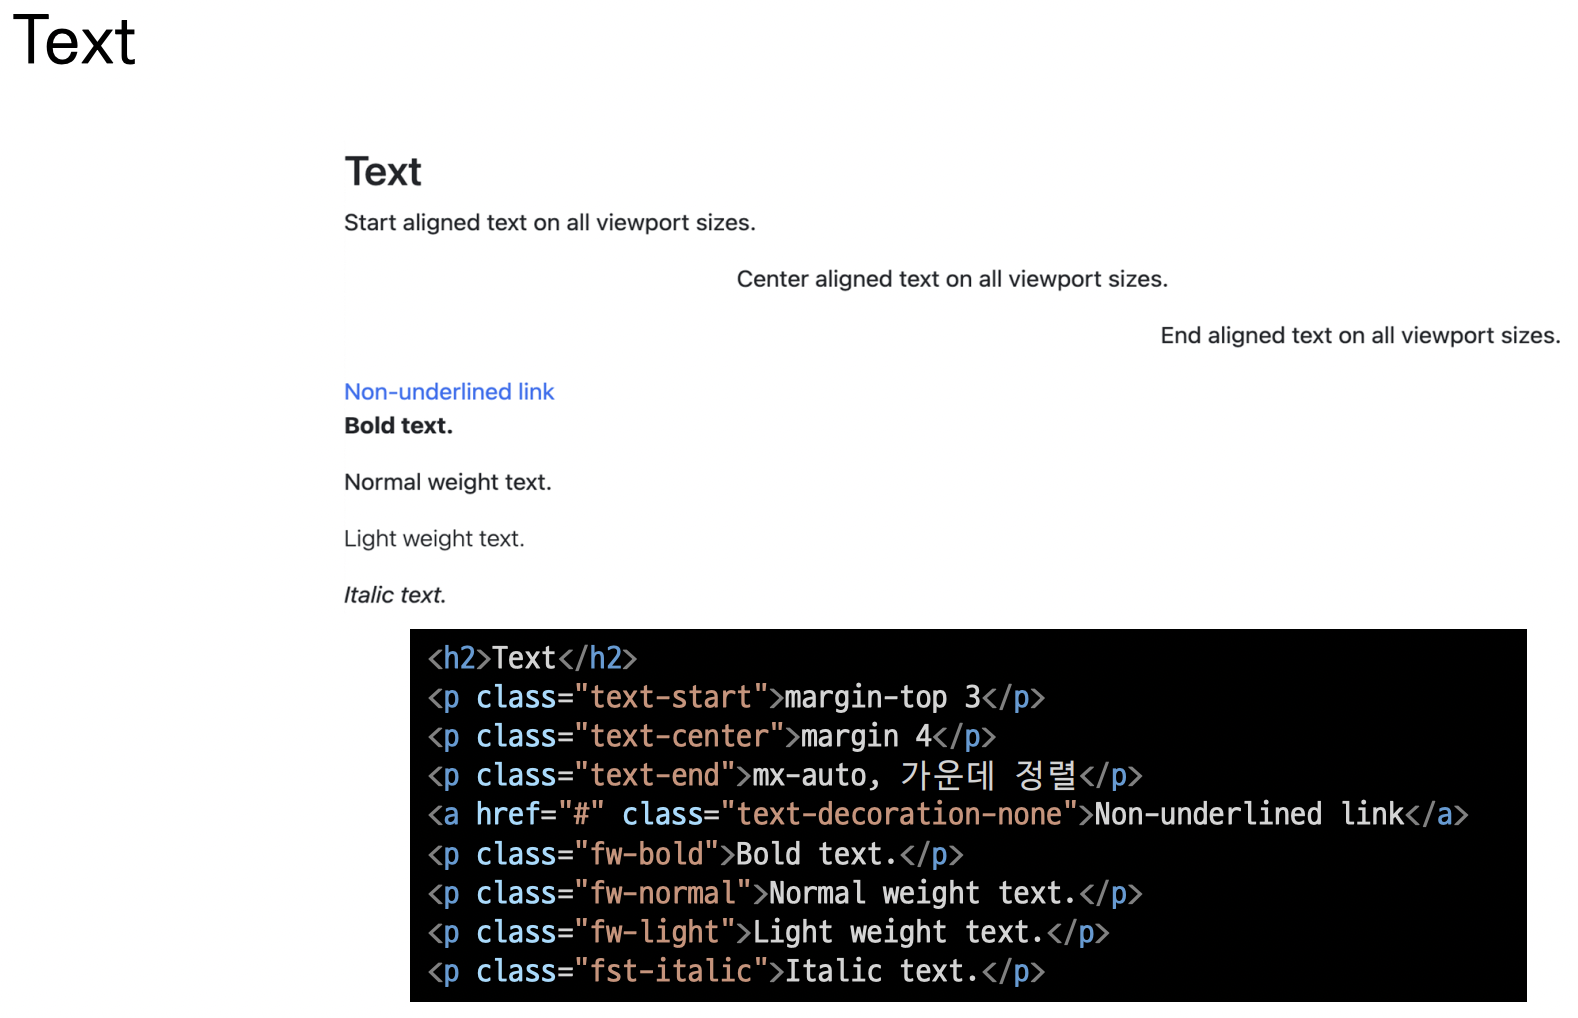 Text
Text
Start aligned text on all viewport sizes.
Center aligned text on all viewport sizes.
End aligned text on all viewport sizes.
Non-underlined link
Bold text.
Normal weight text.
Light weight text.
Italic text.
<h2>Text</h2>
<p class="text-start">margin-top 3</p>
<p class="text-center">margin 4</p>
<p class="text-end">mx-auto, 가운데 정렬</p>
<a href="#" class="text-decoration-none">Non-underlined link</a>
<p class="fw-bold">Bold text.</p>
<p class="fw-normal">Normal weight text.</p>
<p class="fw-light">Light weight text.</p>
<p class="fst-italic">Italic text.</p>